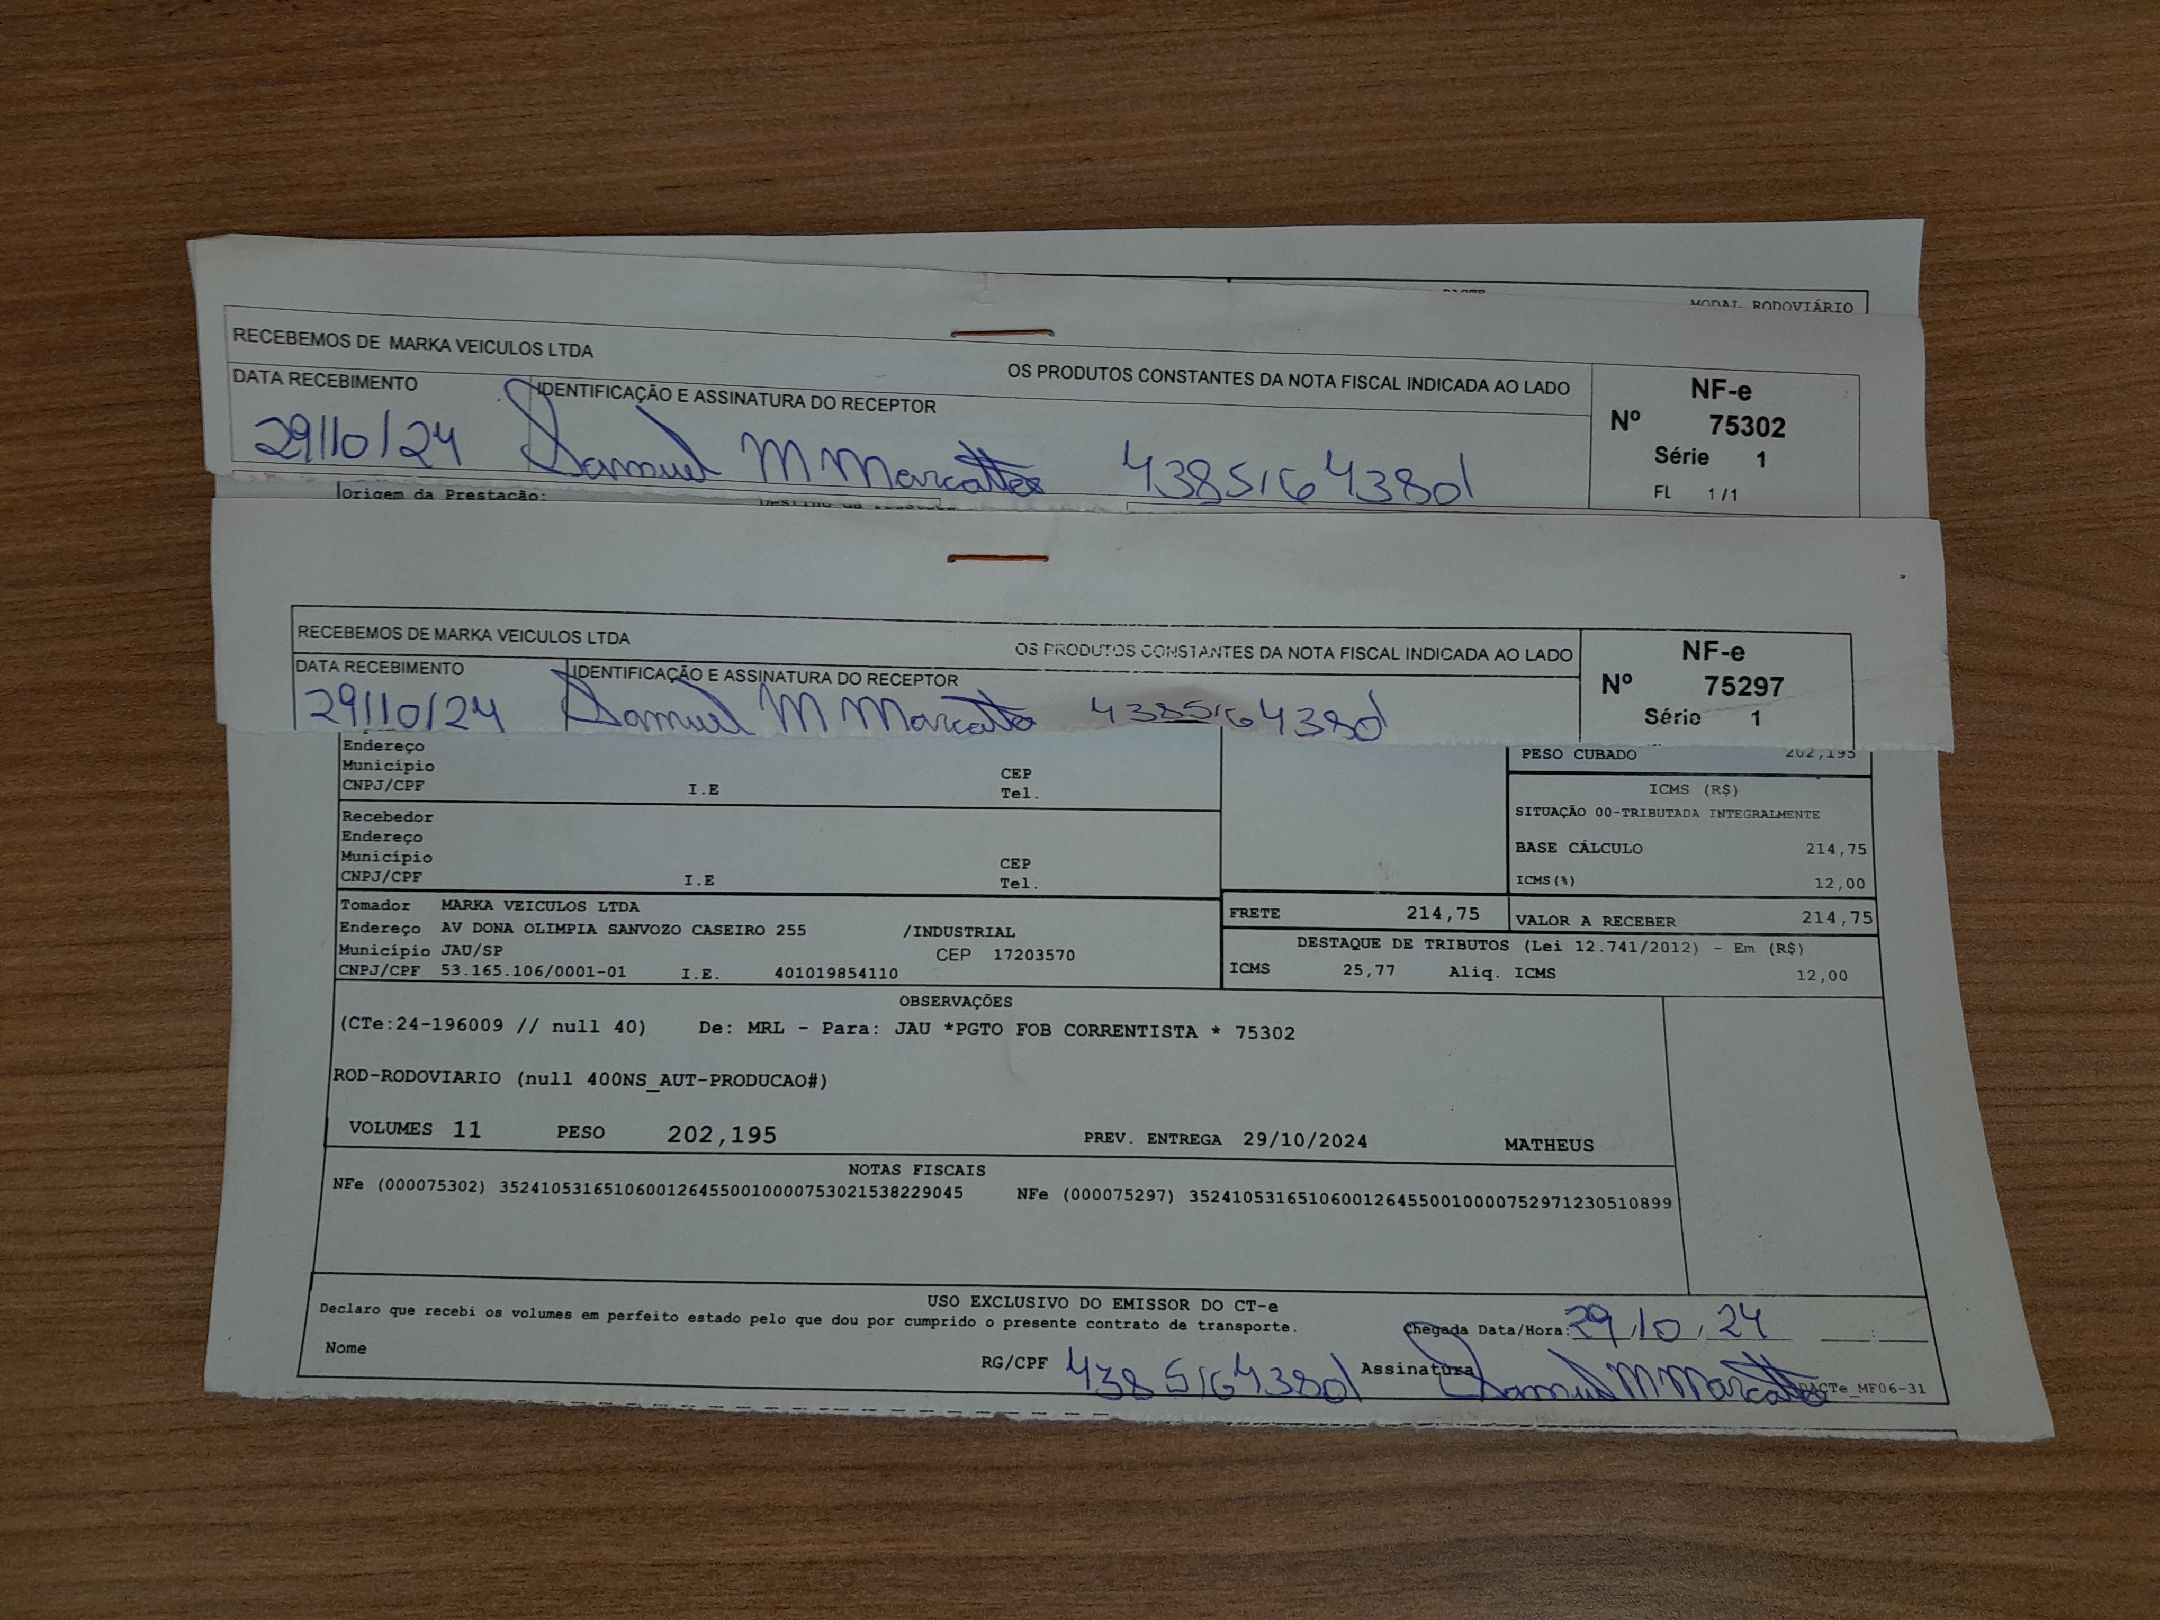 MODAL RODOVIÁRIO
RECEBEMOS DE MARKA VEICULOS LTDA
OS PRODUTOS CONSTANTES DA NOTA FISCAL INDICADA AO LADO
DATA RECEBIMENTO
IDENTIFICAÇÃO E ASSINATURA DO RECEPTOR
29/10/24 Samuel M Marcatto
NF-e
Nº 75302
Série 1
FL 1/1
Origem da Prestação:
RECEBEMOS DE MARKA VEICULOS LTDA
OS PRODUTOS CONSTANTES DA NOTA FISCAL INDICADA AO LADO
DATA RECEBIMENTO
IDENTIFICAÇÃO E ASSINATURA DO RECEPTOR
29/10/24 Samuel M Marcatto
NF-e
Nº 75297
Série 1
Endereço
Município CEP
CNPJ/CPF I.E Tel.
Recebedor
Endereço
Município CEP
CNPJ/CPF I.E Tel.
PESO CUBADO 202,195
ICMS (R$)
SITUAÇÃO 00-TRIBUTADA INTEGRALMENTE
BASE CÁLCULO 214,75
ICMS(%) 12,00
Tomador MARKA VEICULOS LTDA
Endereço AV DONA OLIMPIA SANVOZO CASEIRO 255 /INDUSTRIAL
Município JAU/SP CEP 17203570
CNPJ/CPF 53.165.106/0001-01 I.E. 401019854110
FRETE 214,75 VALOR A RECEBER 214,75
DESTAQUE DE TRIBUTOS (Lei 12.741/2012) - Em (R$)
ICMS 25,77 Aliq. ICMS 12,00
OBSERVAÇÕES
(CTe:24-196009 // null 40) De: MRL - Para: JAU *PGTO FOB CORRENTISTA * 75302
ROD-RODOVIARIO (null 400NS_AUT-PRODUCAO#)
VOLUMES 11 PESO 202,195 PREV. ENTREGA 29/10/2024 MATHEUS
NOTAS FISCAIS
NFe (000075302) 35241053165106001264550010000753021538229045 NFe (000075297) 35241053165106001264550010000752971230510899
USO EXCLUSIVO DO EMISSOR DO CT-e
Declaro que recebi os volumes em perfeito estado pelo que dou por cumprido o presente contrato de transporte.
Chegada Data/Hora: 29/10/24
Nome RG/CPF Assinatura Samuel M Marcatto
DACTe_MF06-31